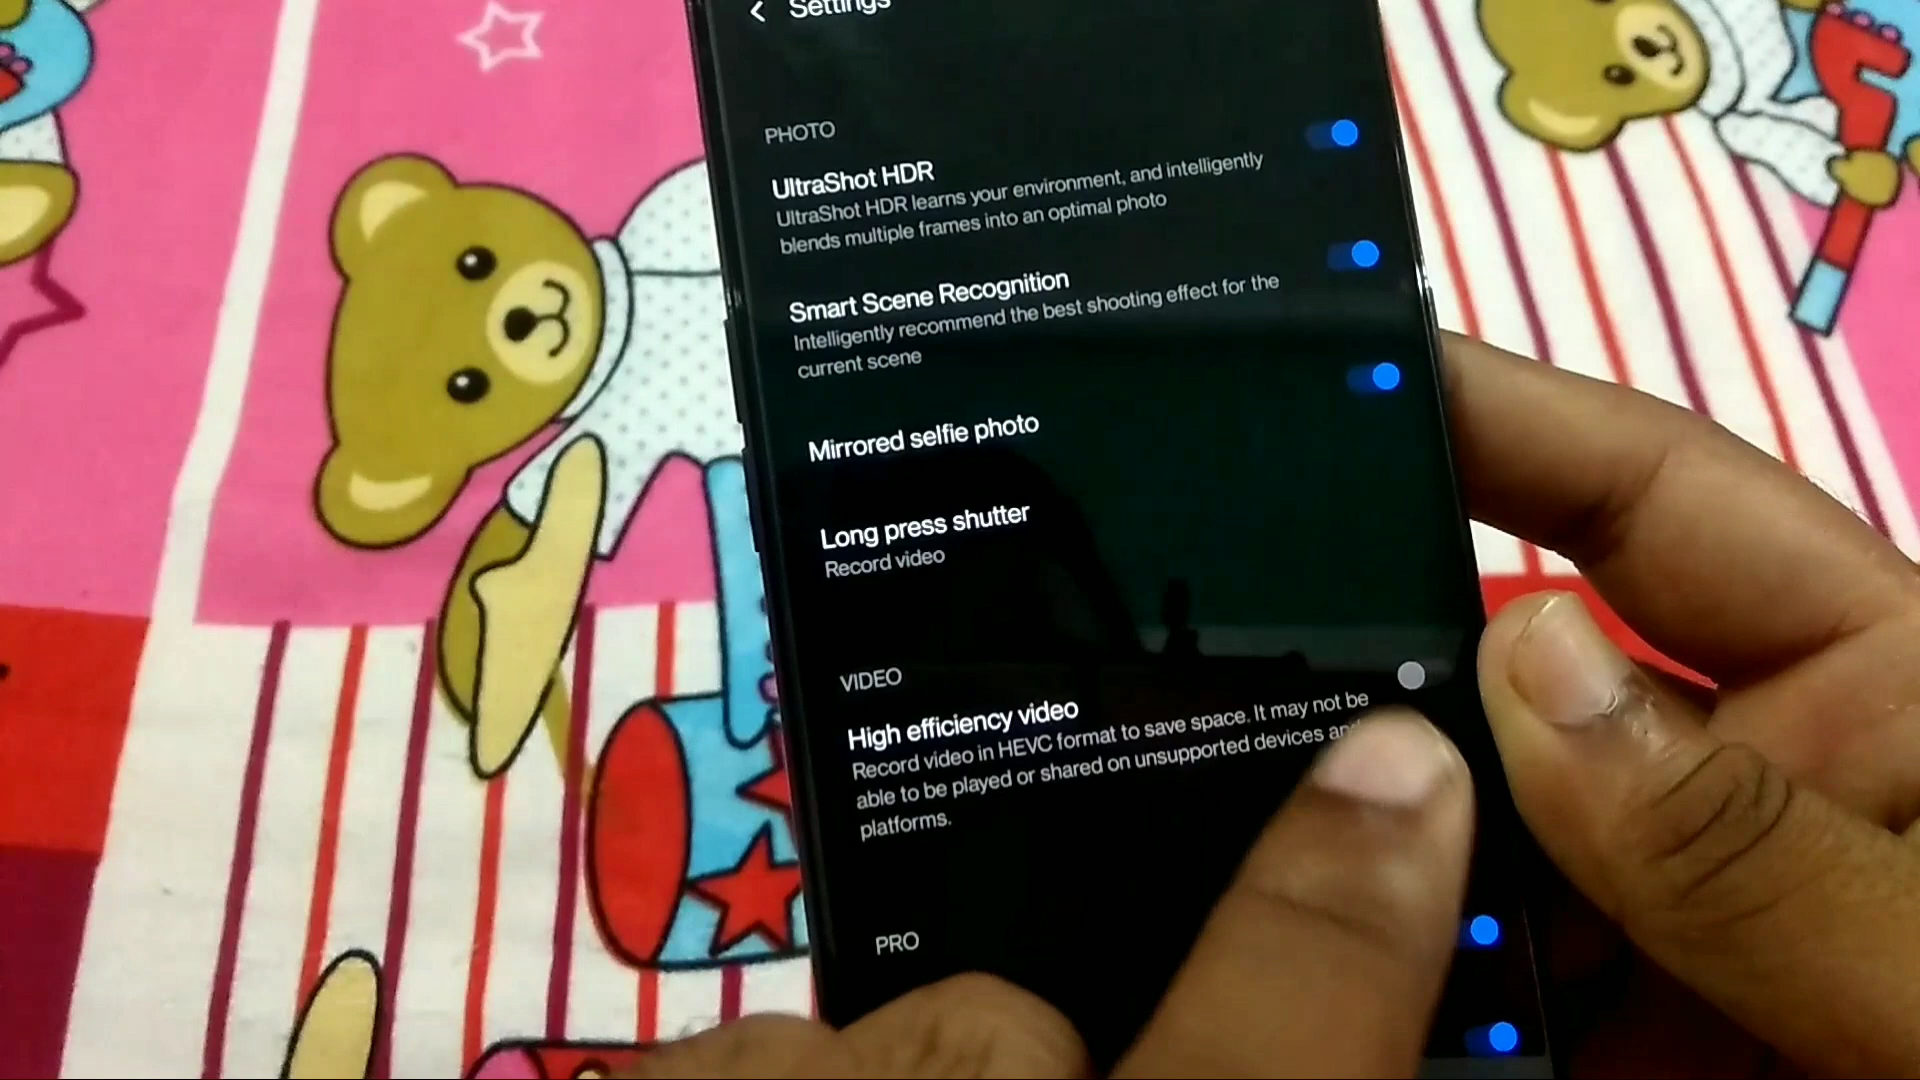 Settings
PHOTO
UltraShot HDR
UltraShot HDR learns your environment, and intelligently
blends multiple frames into an optimal photo
Smart Scene Recognition
Intelligently recommend the best shooting effect for the
current scene
Mirrored selfie photo
Long press shutter
Record video
VIDEO
High efficiency video
Record video in HEVC format to save space. It may not be
able to be played or shared on unsupported devices and
platforms.
PRO